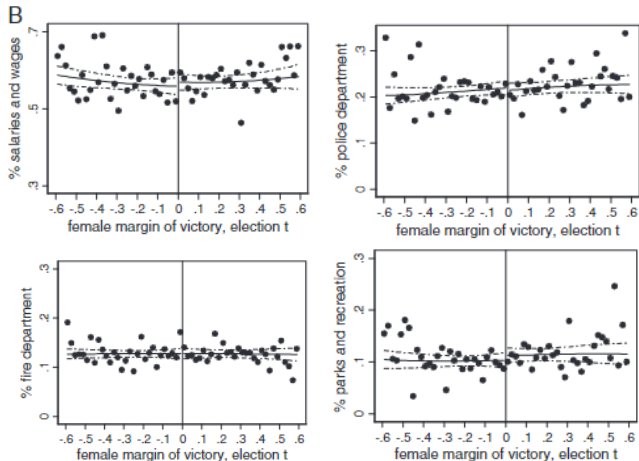 B
% salaries and wages
.7
.5
.3
-.6 -.5 -.4 -.3 -.2 -.1 0 .1 .2 .3 .4 .5 .6
female margin of victory, election t
% police department
.3
.2
.1
0
-.6 -.5 -.4 -.3 -.2 -.1 0 .1 .2 .3 .4 .5 .6
female margin of victory, election t
% fire department
.3
.2
.1
0
-.6 -.5 -.4 -.3 -.2 -.1 0 .1 .2 .3 .4 .5 .6
female margin of victory, election t
% parks and recreation
.3
.2
.1
0
-.6 -.5 -.4 -.3 -.2 -.1 0 .1 .2 .3 .4 .5 .6
female margin of victory, election t